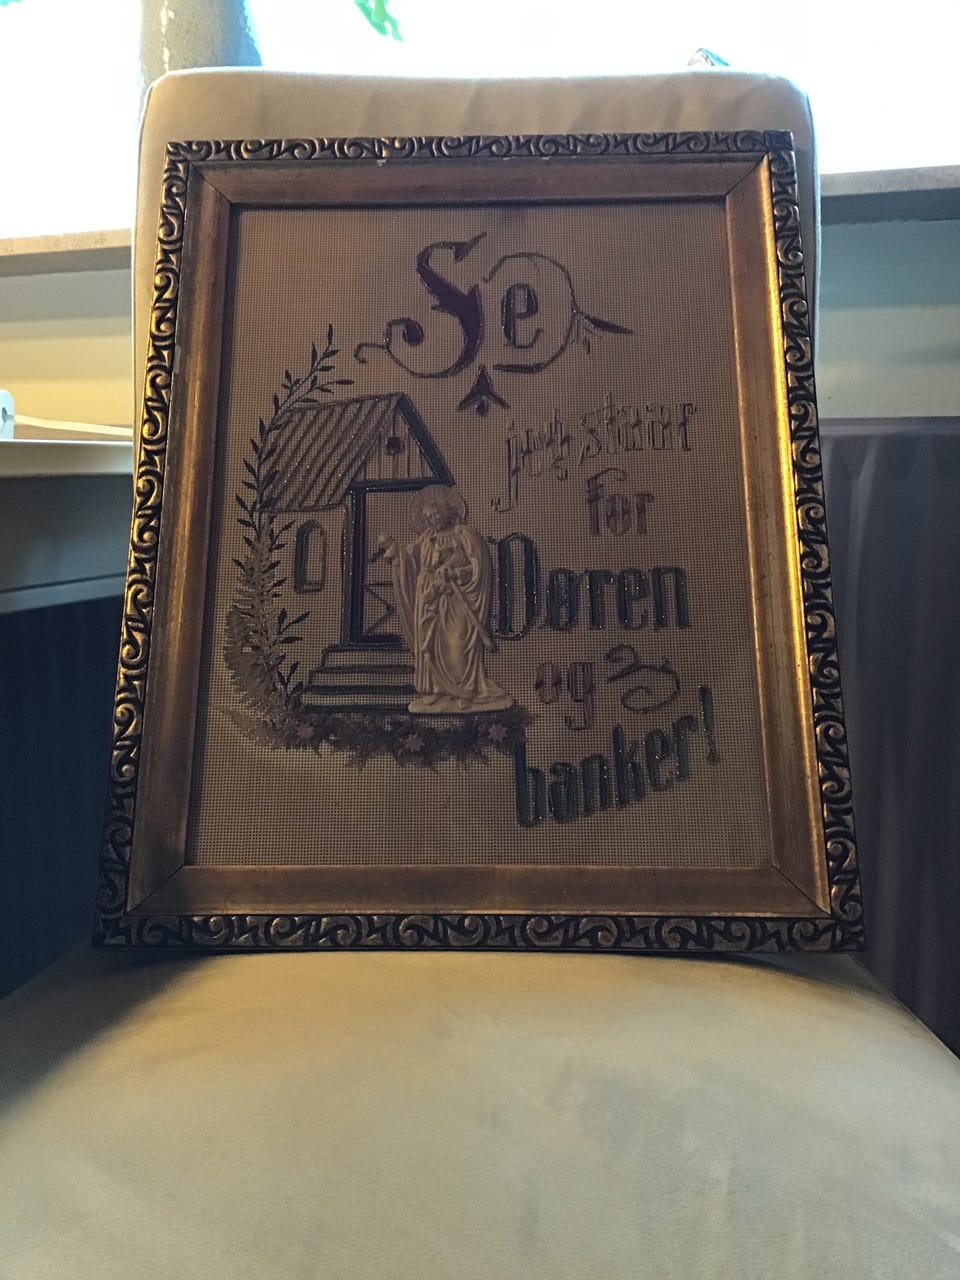 Se
jeg staar
for
Døren
og
banker!